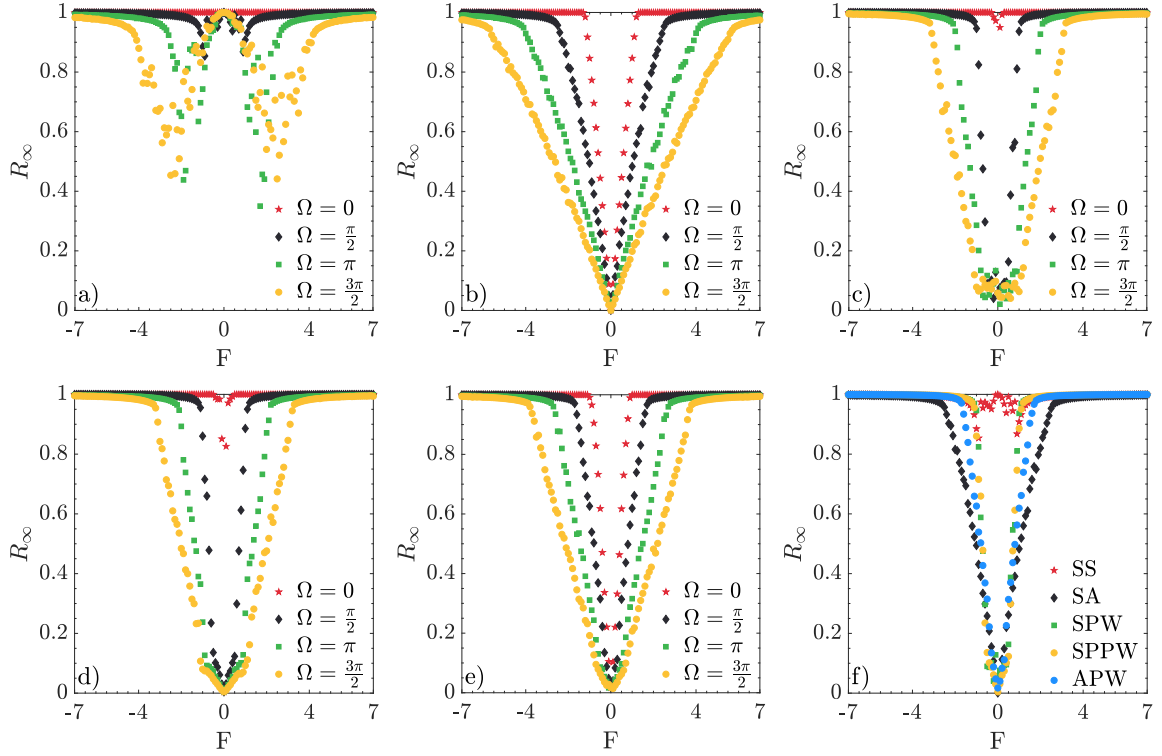 1
0.8
0.6
0.4
0.2
0
R∞
a)
Ω = 0
Ω = π/2
Ω = π
Ω = 3π/2
-7 -4 0 4 7
F
1
0.8
0.6
0.4
0.2
0
R∞
b)
Ω = 0
Ω = π/2
Ω = π
Ω = 3π/2
-7 -4 0 4 7
F
1
0.8
0.6
0.4
0.2
0
R∞
c)
Ω = 0
Ω = π/2
Ω = π
Ω = 3π/2
-7 -4 0 4 7
F
1
0.8
0.6
0.4
0.2
0
R∞
d)
Ω = 0
Ω = π/2
Ω = π
Ω = 3π/2
-7 -4 0 4 7
F
1
0.8
0.6
0.4
0.2
0
R∞
e)
Ω = 0
Ω = π/2
Ω = π
Ω = 3π/2
-7 -4 0 4 7
F
1
0.8
0.6
0.4
0.2
0
R∞
f)
SS
SA
SPW
SPPW
APW
-7 -4 0 4 7
F